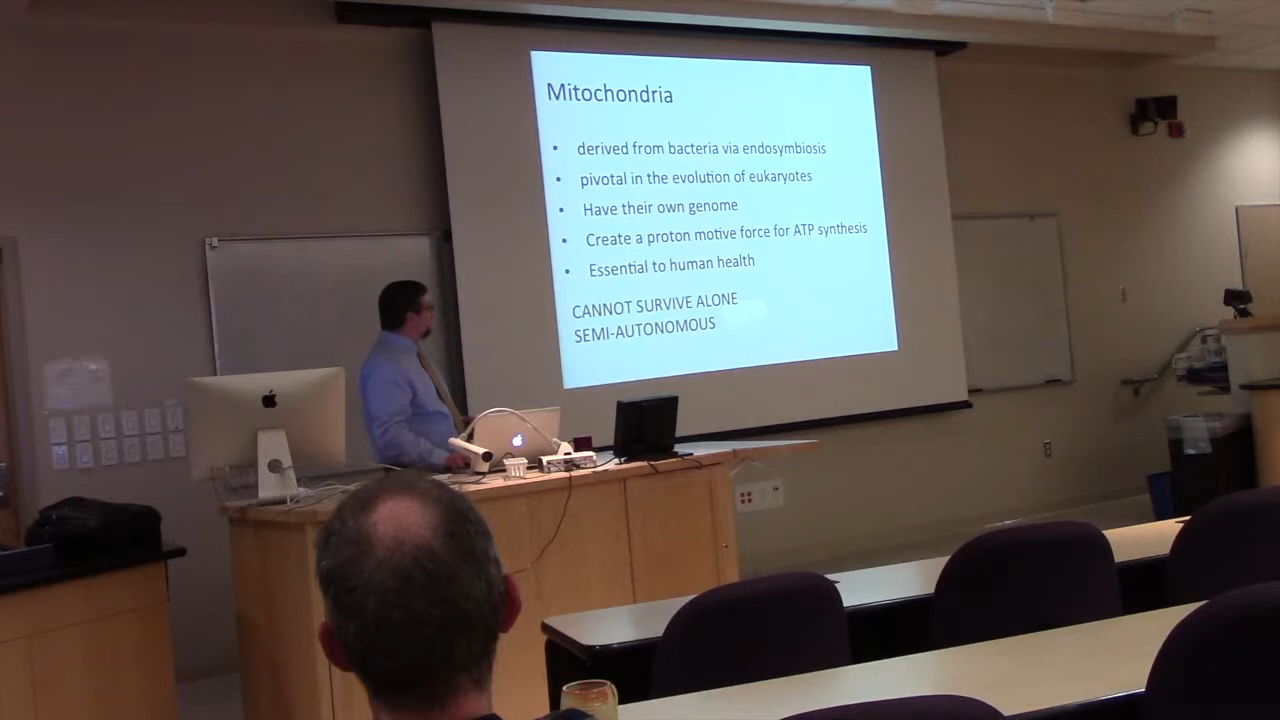 Mitochondria
• derived from bacteria via endosymbiosis
• pivotal in the evolution of eukaryotes
• Have their own genome
• Create a proton motive force for ATP synthesis
• Essential to human health
CANNOT SURVIVE ALONE
SEMI-AUTONOMOUS